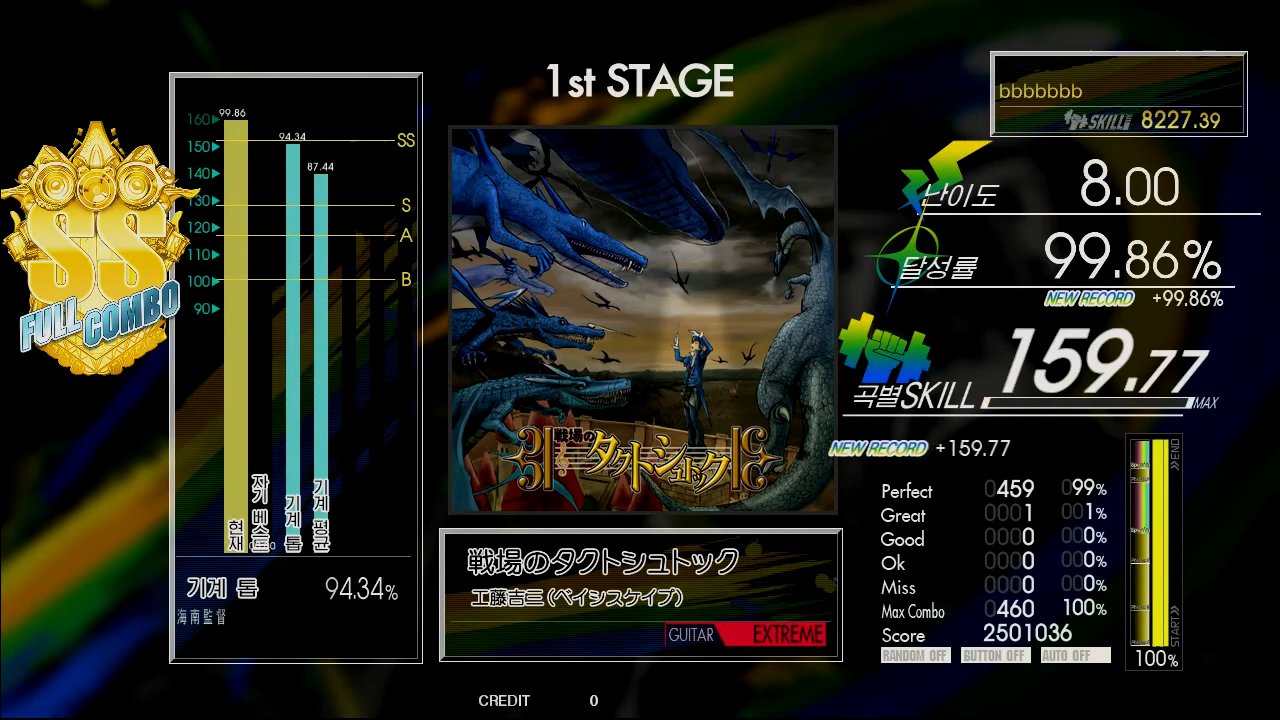 1st STAGE
bbbbbbb
SKILL 8227.39
SS
FULL COMBO
160
150
140
130
120
110
100
90
99.86
94.34
87.44
SS
S
A
B
현재
자기 베스트
기계 톱
기계 평균
기계 톱 94.34%
海南監督
戦場の
タクトシュトック
戦場のタクトシュトック
工藤吉三(ベイシスケイプ)
GUITAR EXTREME
난이도 8.00
달성률 99.86%
NEW RECORD +99.86%
곡별SKILL 159.77
MAX
NEW RECORD +159.77
Perfect 0459 099%
Great 0001 001%
Good 0000 000%
Ok 0000 000%
Miss 0000 000%
Max Combo 0460 100%
Score 2501036
RANDOM OFF BUTTON OFF AUTO OFF
END
START
100%
CREDIT 0